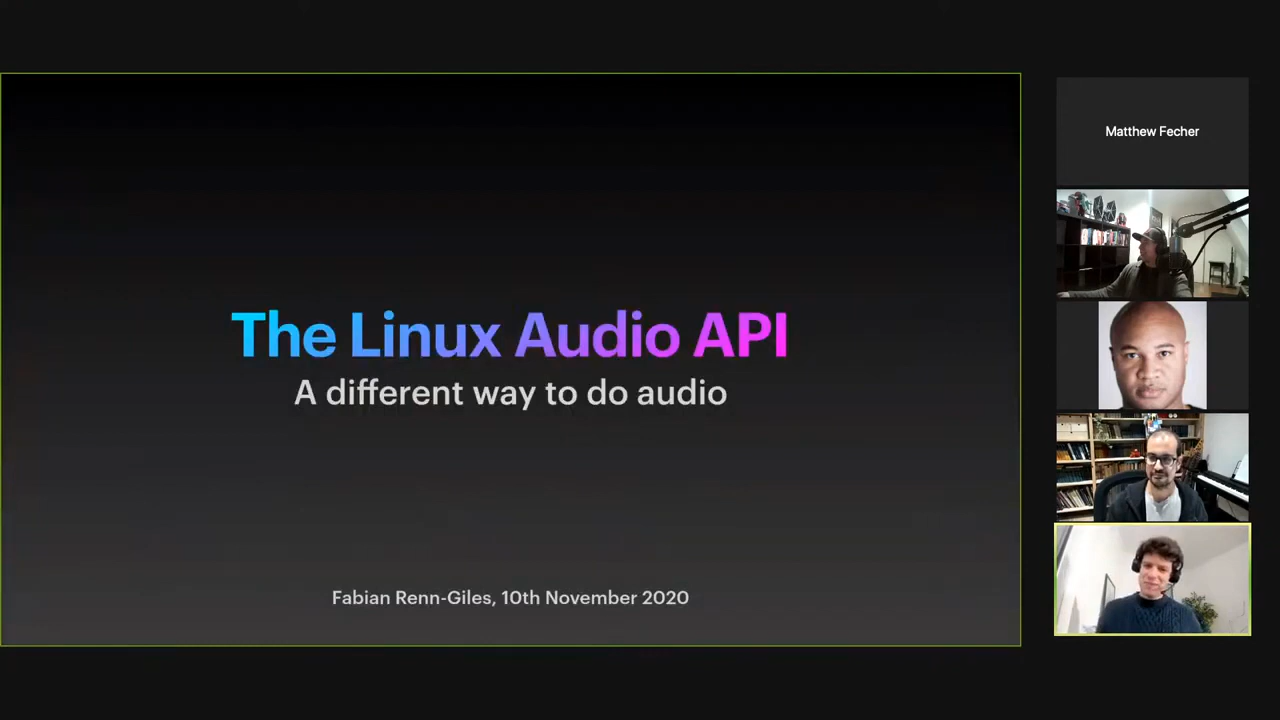 The Linux Audio API
A different way to do audio
Fabian Renn-Giles, 10th November 2020
Matthew Fecher